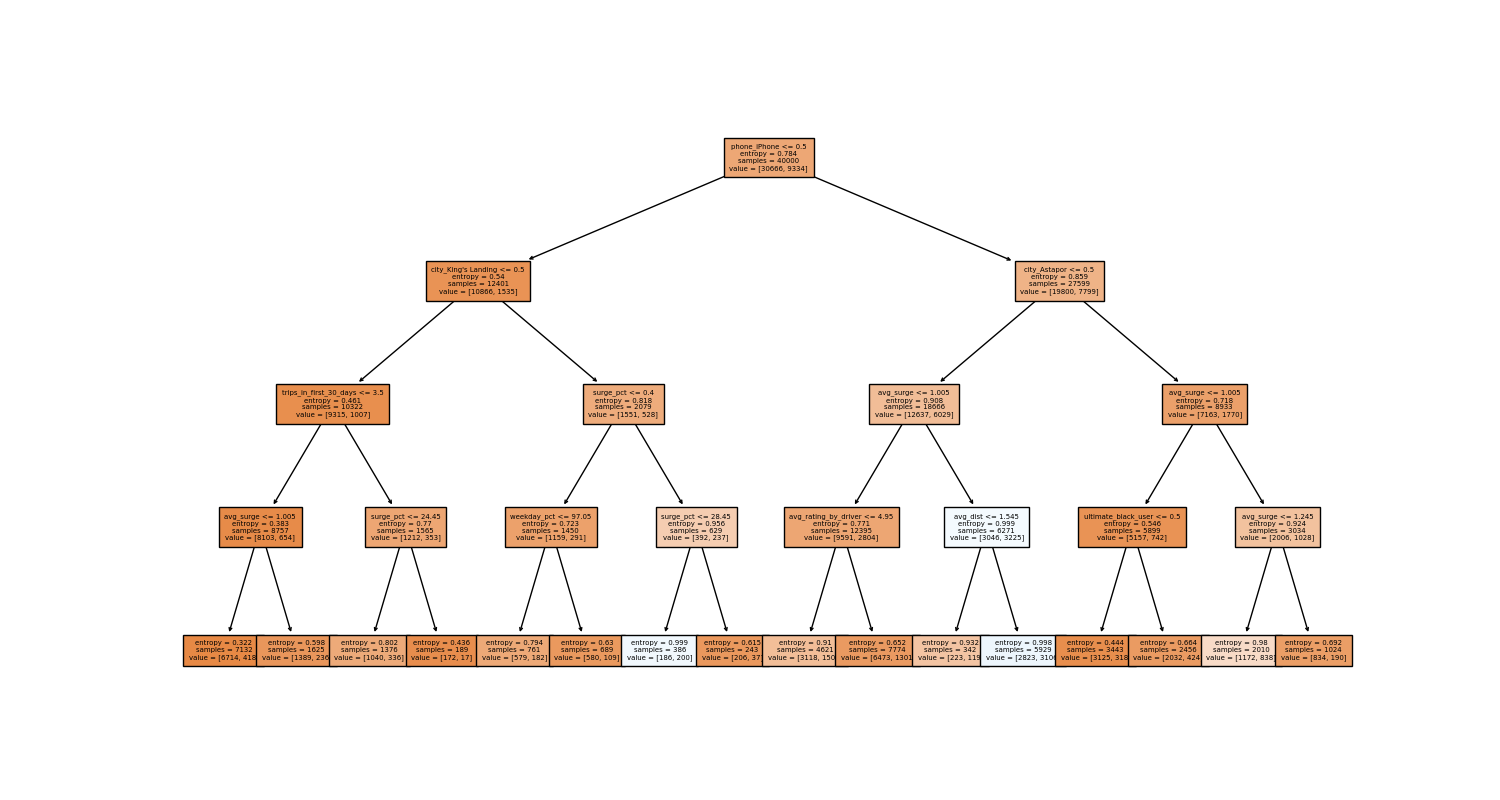 phone_iPhone <= 0.5
entropy = 0.784
samples = 40000
value = [30666, 9334]
city_King's Landing <= 0.5
entropy = 0.54
samples = 12401
value = [10866, 1535]
city_Astapor <= 0.5
entropy = 0.859
samples = 27599
value = [19800, 7799]
trips_in_first_30_days <= 3.5
entropy = 0.461
samples = 10322
value = [9315, 1007]
surge_pct <= 0.4
entropy = 0.818
samples = 2079
value = [1551, 528]
avg_surge <= 1.005
entropy = 0.908
samples = 18666
value = [12637, 6029]
avg_surge <= 1.005
entropy = 0.718
samples = 8933
value = [7163, 1770]
avg_surge <= 1.005
entropy = 0.383
samples = 8757
value = [8103, 654]
surge_pct <= 24.45
entropy = 0.77
samples = 1565
value = [1212, 353]
weekday_pct <= 97.05
entropy = 0.723
samples = 1450
value = [1159, 291]
surge_pct <= 28.45
entropy = 0.956
samples = 629
value = [392, 237]
avg_rating_by_driver <= 4.95
entropy = 0.771
samples = 12395
value = [9591, 2804]
avg_dist <= 1.545
entropy = 0.999
samples = 6271
value = [3046, 3225]
ultimate_black_user <= 0.5
entropy = 0.546
samples = 5899
value = [5157, 742]
avg_surge <= 1.245
entropy = 0.924
samples = 3034
value = [2006, 1028]
entropy = 0.322
samples = 7132
value = [6714, 418
entropy = 0.598
samples = 1625
value = [1389, 236
entropy = 0.802
samples = 1376
value = [1040, 336]
entropy = 0.436
samples = 189
value = [172, 17]
entropy = 0.794
samples = 761
value = [579, 182]
entropy = 0.63
samples = 689
value = [580, 109]
entropy = 0.999
samples = 386
value = [186, 200]
entropy = 0.615
samples = 243
value = [206, 37
entropy = 0.91
samples = 4621
value = [3118, 150
entropy = 0.652
samples = 7774
value = [6473, 1301
entropy = 0.932
samples = 342
value = [223, 119
entropy = 0.998
samples = 5929
value = [2823, 310
entropy = 0.444
samples = 3443
value = [3125, 318
entropy = 0.664
samples = 2456
value = [2032, 424
entropy = 0.98
samples = 2010
value = [1172, 838]
entropy = 0.692
samples = 1024
value = [834, 190]